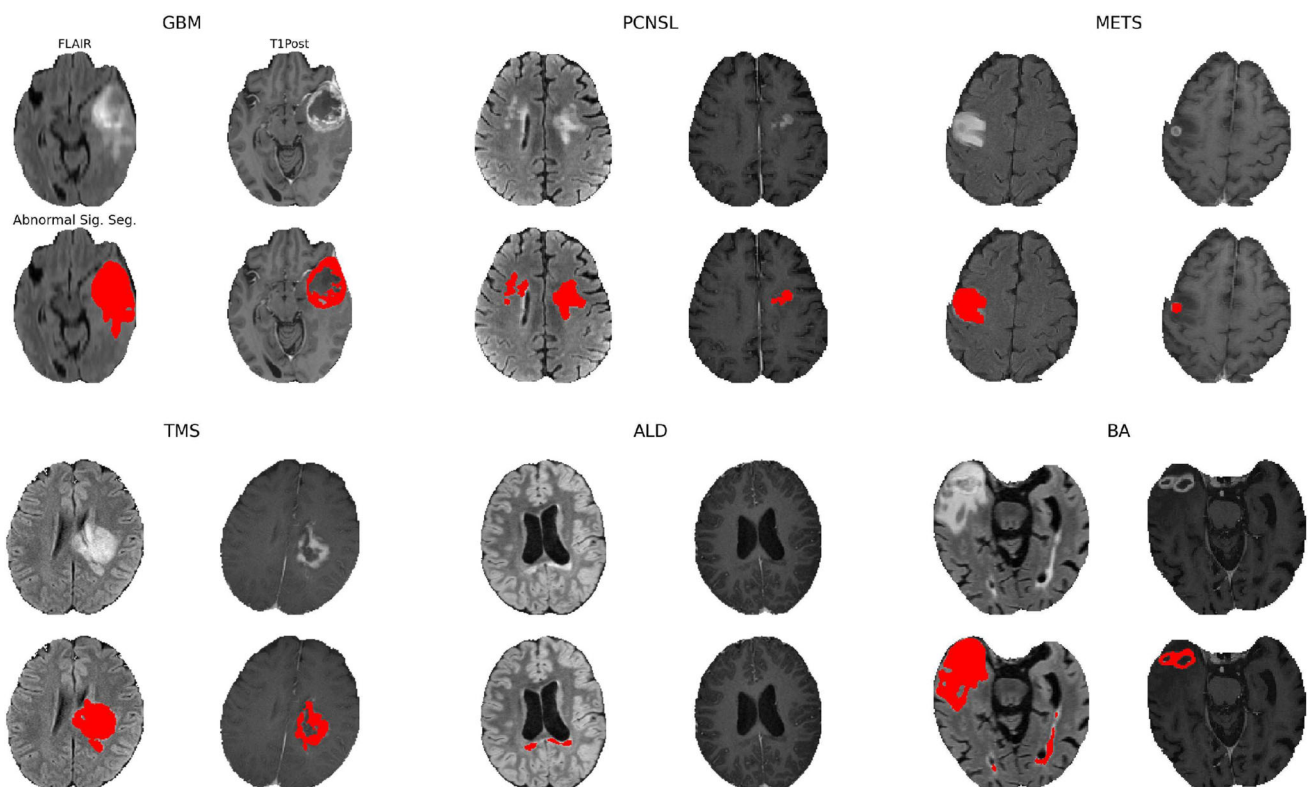 GBM
PCNSL
METS
FLAIR
T1Post
Abnormal Sig. Seg.
TMS
ALD
BA